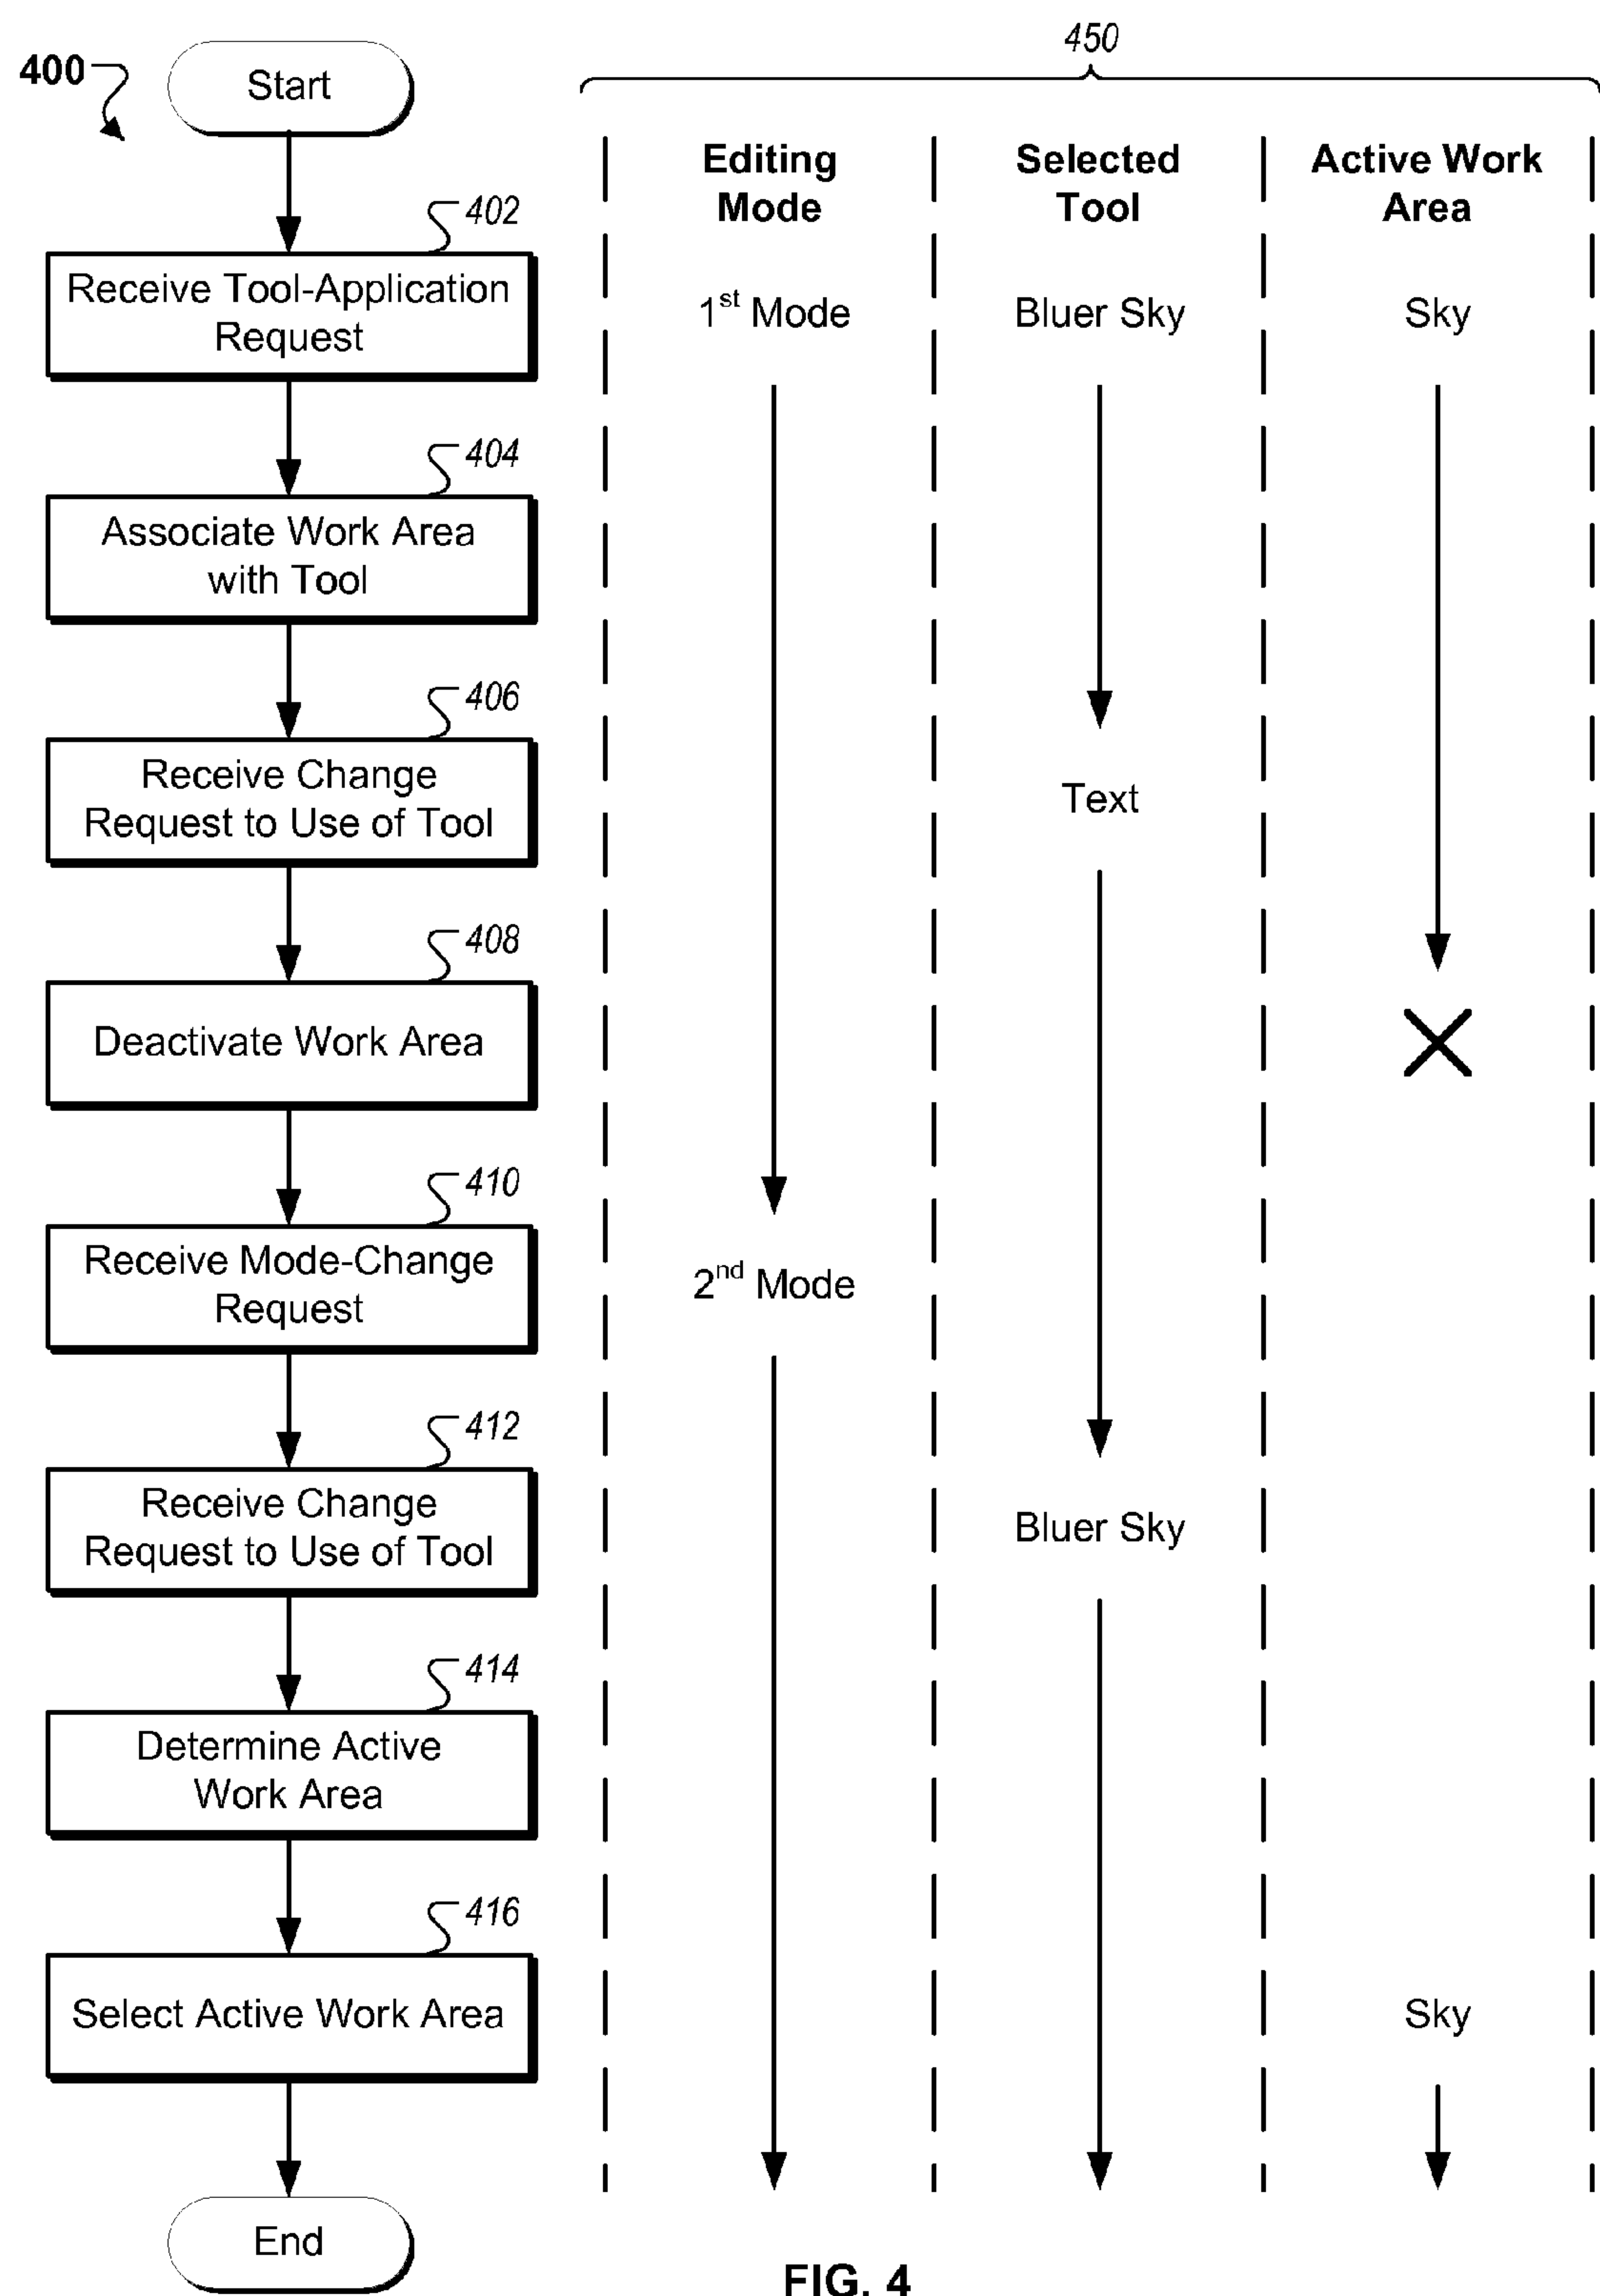 400
Start
450
Editing
Mode
Selected
Tool
Active Work
Area
402
Receive Tool-Application
Request
1st Mode
Bluer Sky
Sky
404
Associate Work Area
with Tool
406
Receive Change
Request to Use of Tool
Text
408
Deactivate Work Area
410
Receive Mode-Change
Request
2nd Mode
412
Receive Change
Request to Use of Tool
Bluer Sky
414
Determine Active
Work Area
416
Select Active Work Area
Sky
End
FIG. 4